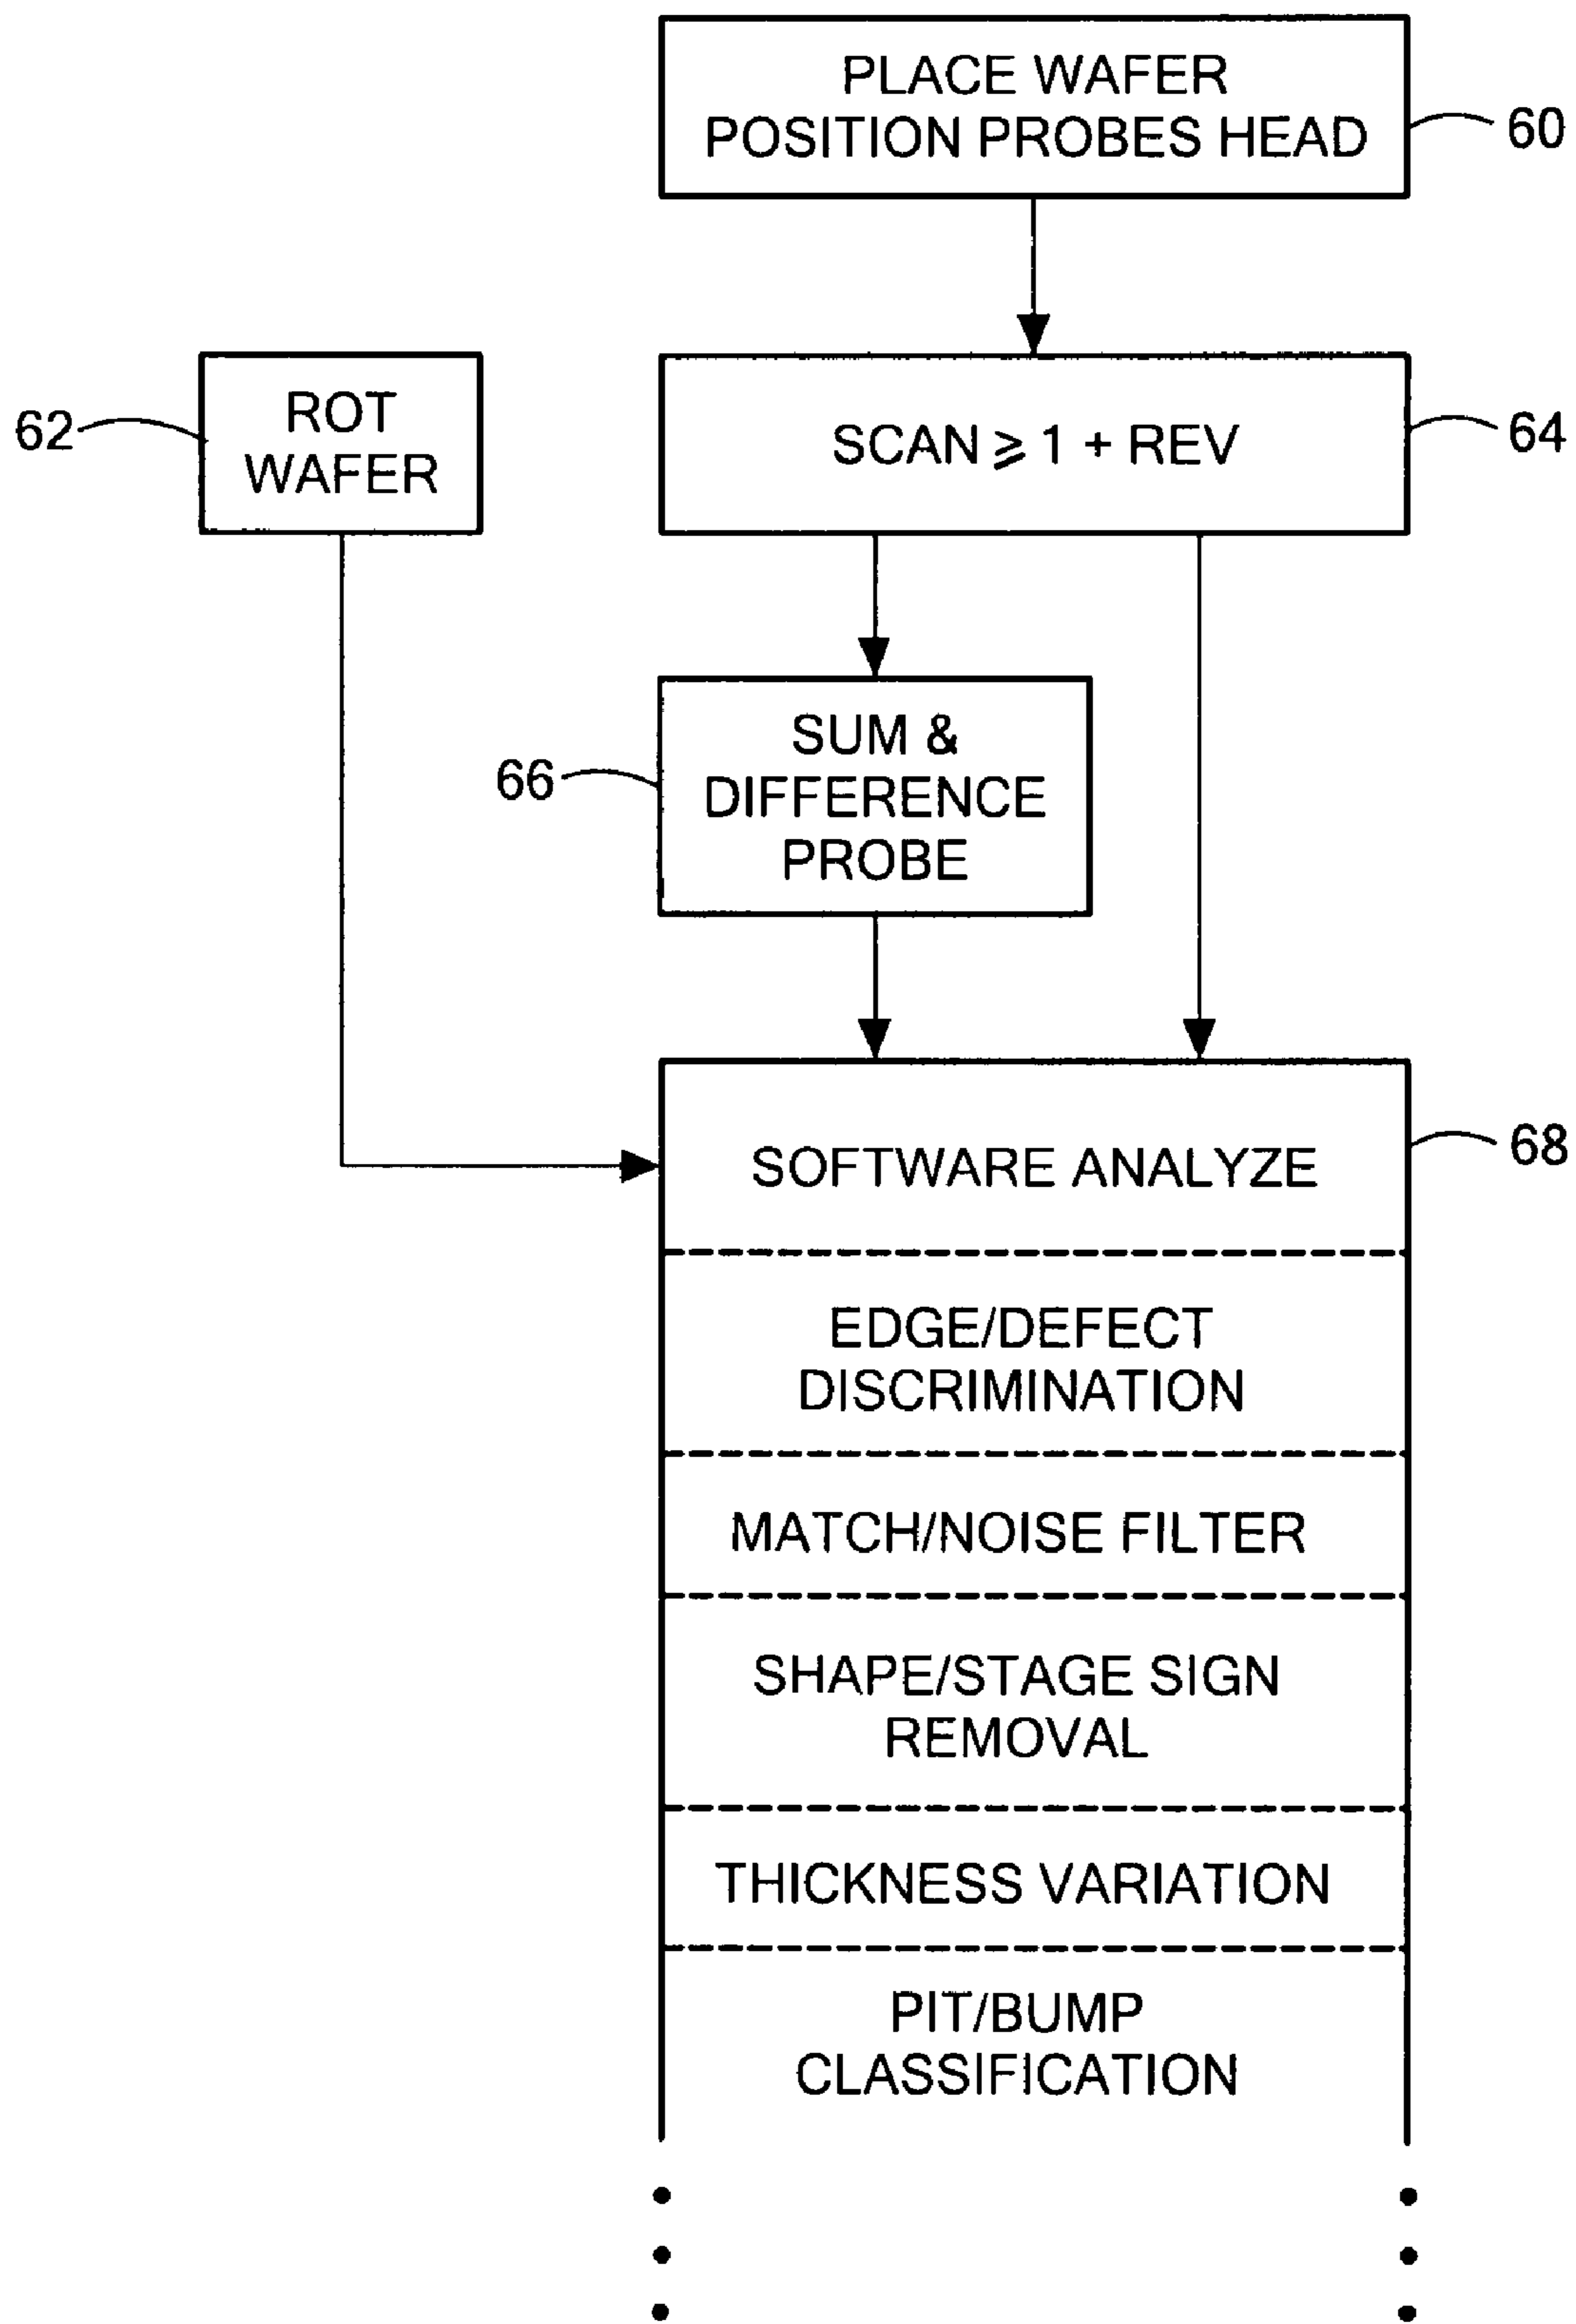 PLACE WAFER
POSITION PROBES HEAD
60
ROT
WAFER
62
SCAN ⩾ 1 + REV
64
SUM &
DIFFERENCE
PROBE
66
SOFTWARE ANALYZE
68
EDGE/DEFECT
DISCRIMINATION
MATCH/NOISE FILTER
SHAPE/STAGE SIGN
REMOVAL
THICKNESS VARIATION
PIT/BUMP
CLASSIFICATION